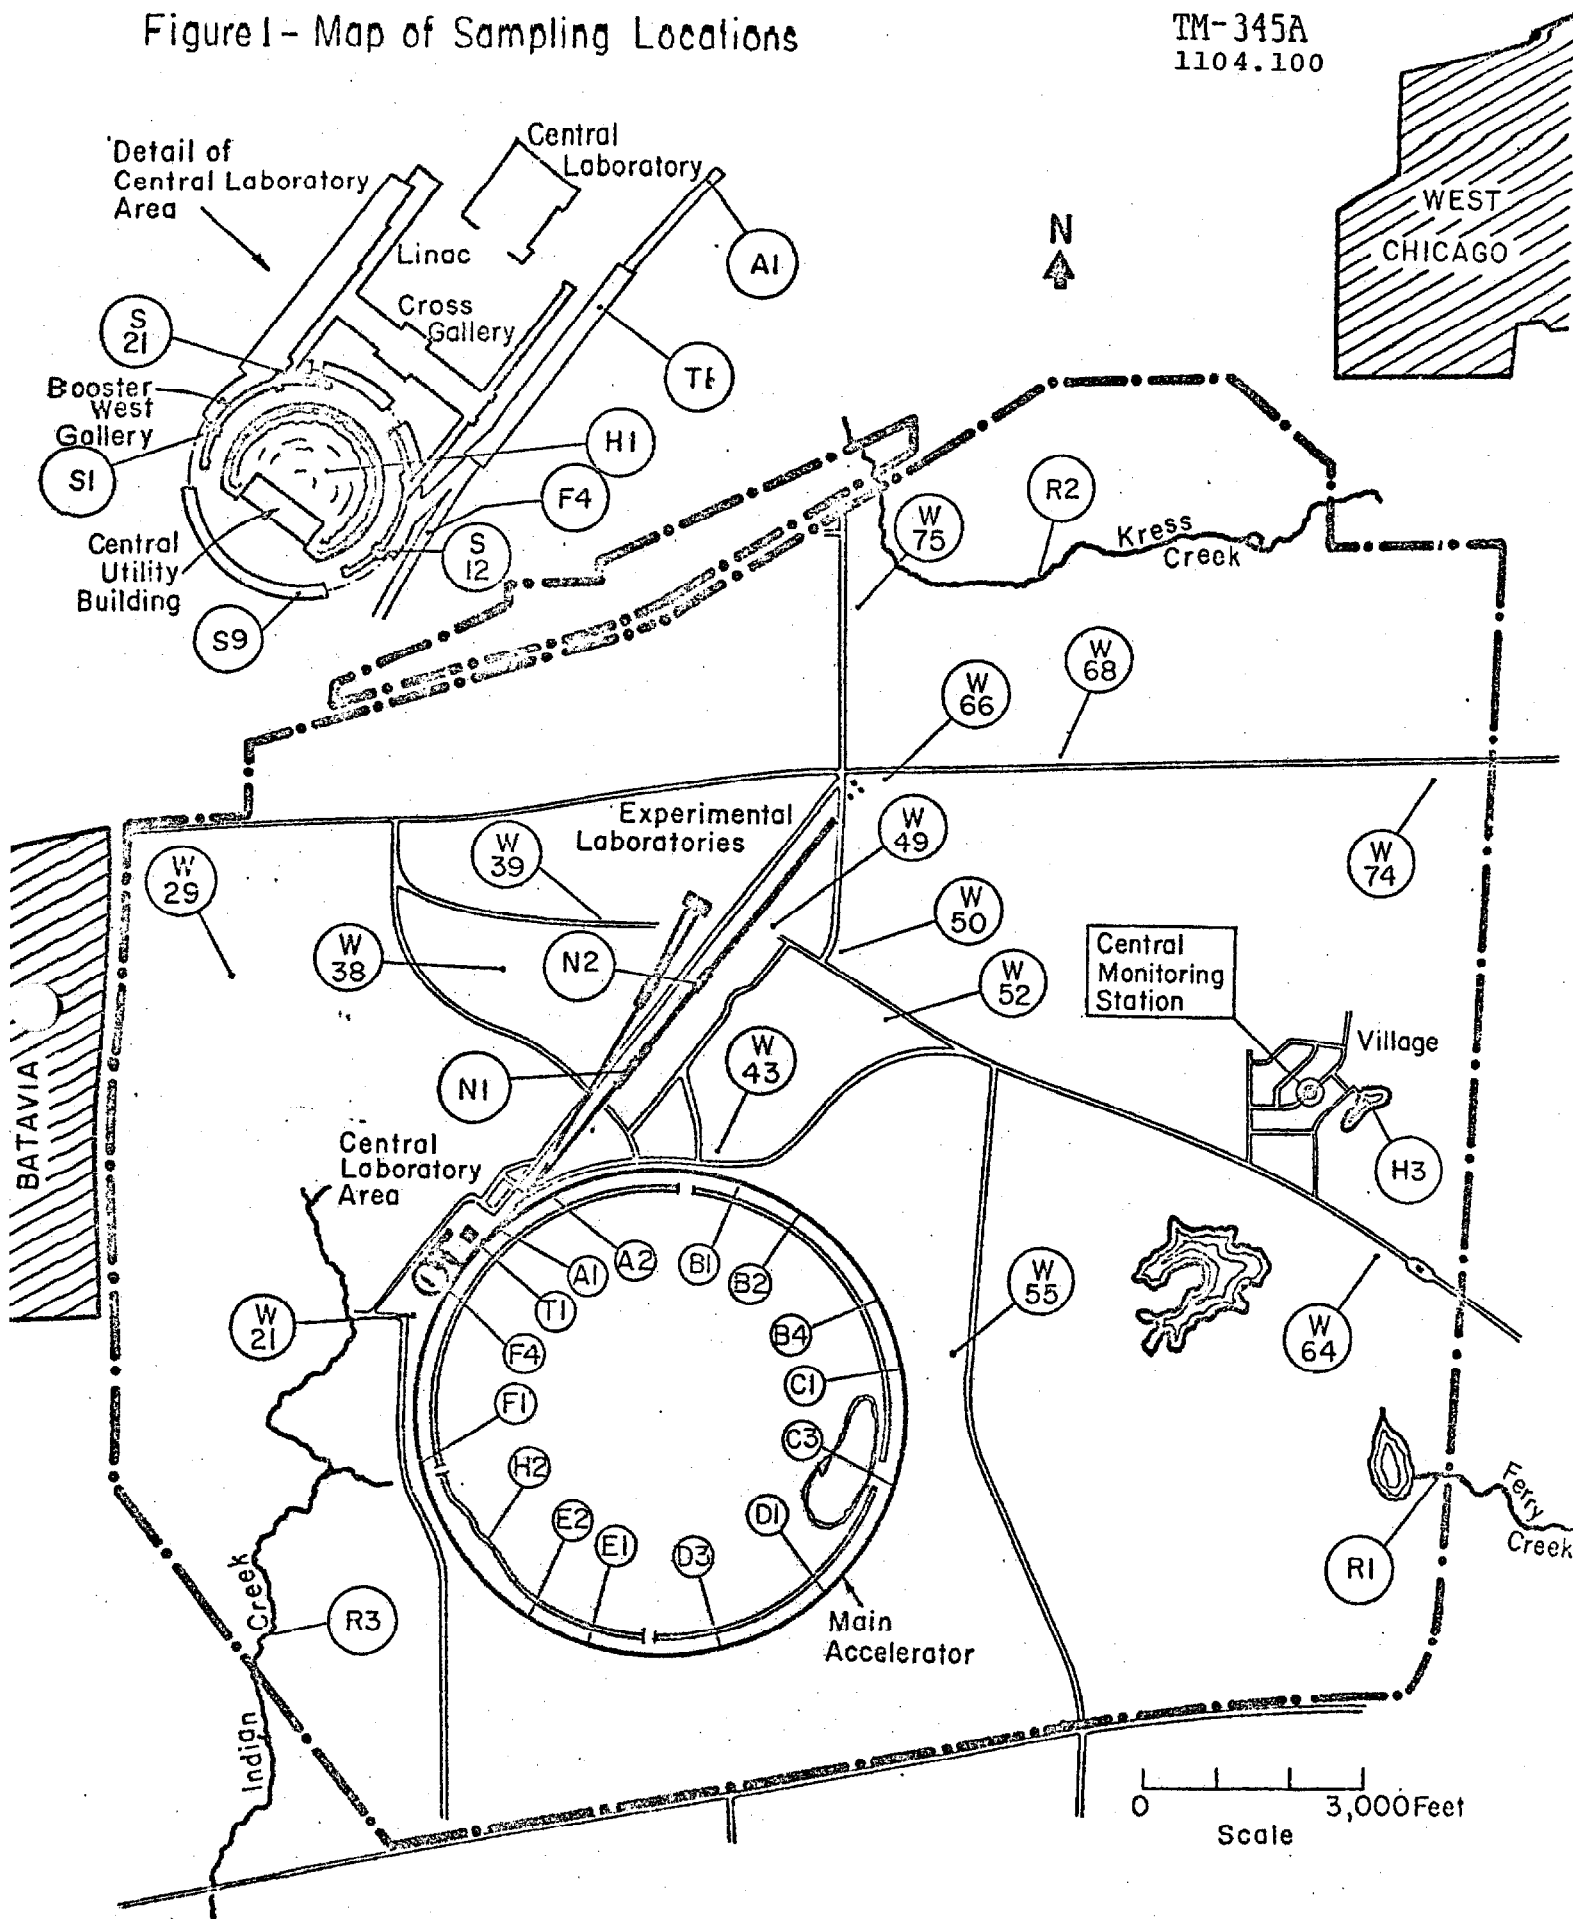 Figure 1- Map of Sampling Locations
TM-345A
1104.100
Detail of
Central Laboratory
Area
Central
Laboratory
Linac
Cross
Gallery
A1
S
21
T1
Booster
West
Gallery
S1
H1
F4
S
12
Central
Utility
Building
S9
N
WEST
CHICAGO
W
75
R2
Kress
Creek
W
68
W
66
Experimental
Laboratories
W
39
W
49
W
29
W
74
W
50
W
38
N2
W
52
Central
Monitoring
Station
Village
BATAVIA
N1
W
43
Central
Laboratory
Area
H3
A2
B1
A1
B2
W
55
T1
W
21
B4
W
64
F4
C1
F1
C3
H2
D1
Ferry
Creek
E2
E1
D3
R1
Creek
R3
Main
Accelerator
Indian
0
3,000 Feet
Scale